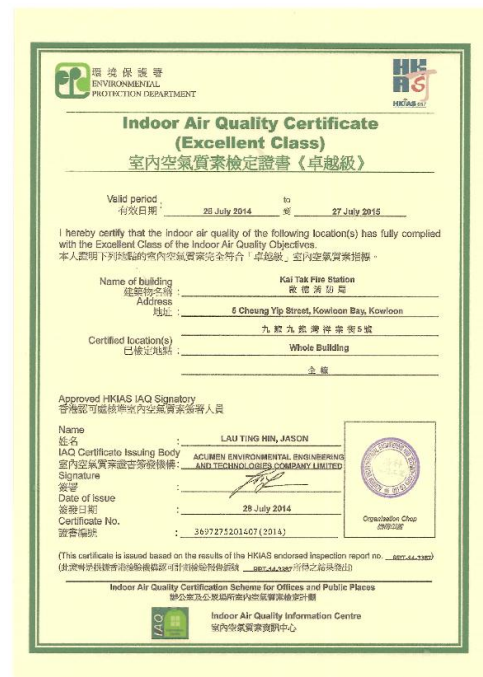 環境保護署
ENVIRONMENTAL
PROTECTION DEPARTMENT
HKIAS
Indoor Air Quality Certificate
(Excellent Class)
室內空氣質素檢定證書《卓越級》
Valid period to
有效日期: 28 July 2014 至 27 July 2015
I hereby certify that the indoor air quality of the following location(s) has fully complied
with the Excellent Class of the Indoor Air Quality Objectives.
本人證明下列地點的室內空氣質素完全符合「卓越級」室內空氣質素指標。
Name of building Kai Tak Fire Station
建築物名稱: 啟德消防局
Address
地址: 5 Cheung Yip Street, Kowloon Bay, Kowloon
九龍九龍灣祥業街5號
Certified location(s)
已檢定地點: Whole Building
全幢
Approved HKIAS IAQ Signatory
香港認可處核准室內空氣質素簽署人員
Name
姓名: LAU TING HIN, JASON
IAQ Certificate Issuing Body ACUMEN ENVIRONMENTAL ENGINEERING
室內空氣質素證書簽發機構: AND TECHNOLOGIES COMPANY LIMITED
Signature
簽署:
Date of issue
簽發日期: 28 July 2014
Certificate No.
證書編號: 3697275201407(2014)
Organisation Chop
機構印章
(This certificate is issued based on the results of the HKIAS endorsed inspection report no.
Indoor Air Quality Certification Scheme for Offices and Public Places
辦公室及公眾場所室內空氣質素檢定計劃
IAQ
Indoor Air Quality Information Centre
室內空氣質素資訊中心